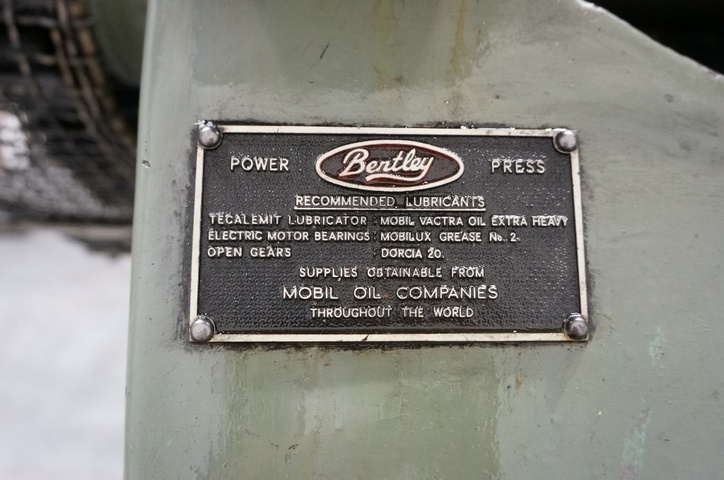 POWER Bentley PRESS
RECOMMENDED LUBRICANTS
TECALEMIT LUBRICATOR : MOBIL VACTRA OIL EXTRA HEAVY
ELECTRIC MOTOR BEARINGS : MOBILUX GREASE No. 2.
OPEN GEARS : DORCIA 20.
SUPPLIES OBTAINABLE FROM
MOBIL OIL COMPANIES
THROUGHOUT THE WORLD